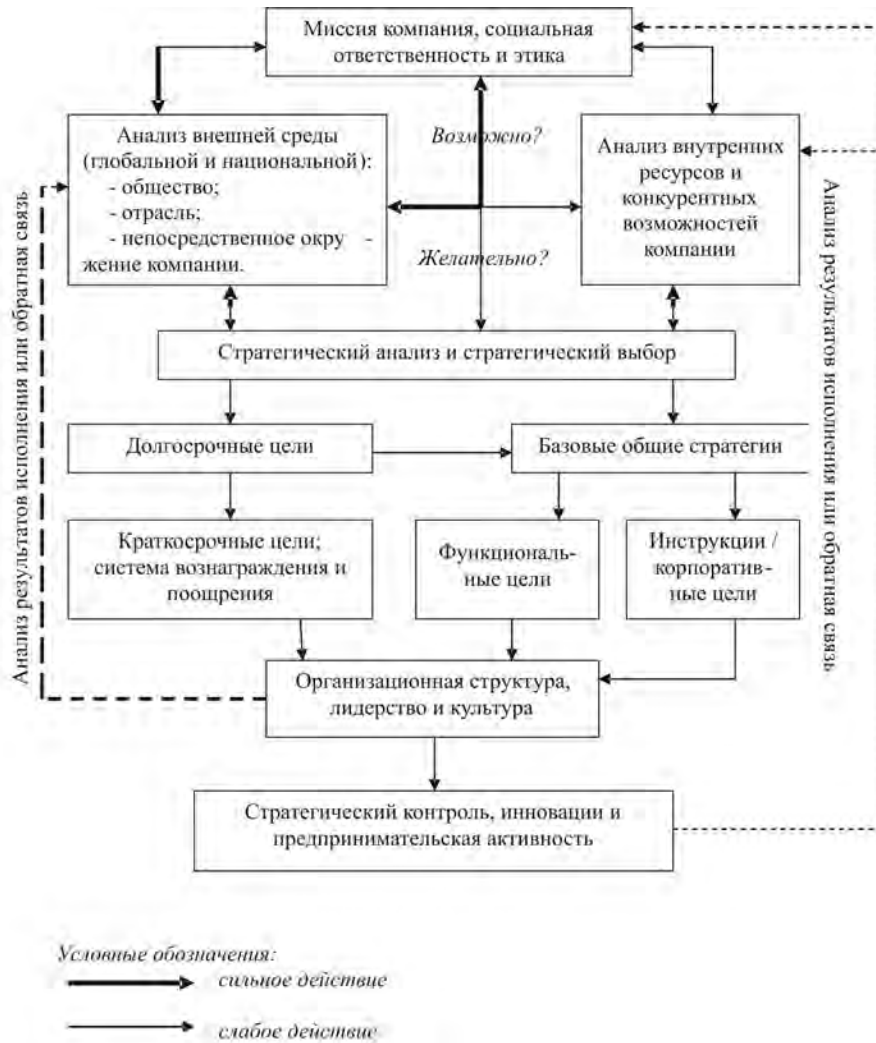 Миссия компания, социальная
ответственность и этика
Анализ внешней среды
(глобальной и национальной):
- общество;
- отрасль;
- непосредственное окру -
жение компании.
Возможно?
Желательно?
Анализ внутренних
ресурсов и
конкурентных
возможностей
компании
Стратегический анализ и стратегический выбор
Долгосрочные цели
Базовые общие стратегии
Краткосрочные цели;
система вознаграждения и
поощрения
Функциональ-
ные цели
Инструкции /
корпоратив-
ные цели
Организационная структура,
лидерство и культура
Стратегический контроль, инновации и
предпринимательская активность
Анализ результатов исполнения или обратная связь
Анализ результатов исполнения или обратная связь
Условные обозначения:
сильное действие
слабое действие